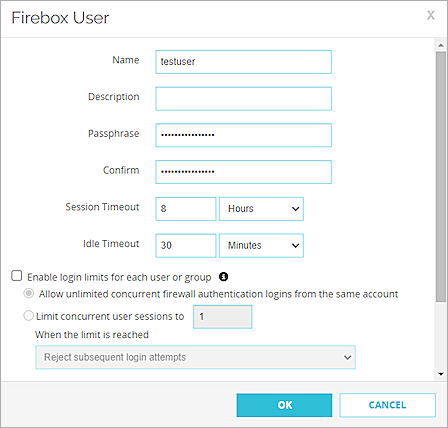 Firebox User X
Name testuser
Description
Passphrase ••••••••••••••••
Confirm ••••••••••••••••
Session Timeout 8 Hours
Idle Timeout 30 Minutes
Enable login limits for each user or group
Allow unlimited concurrent firewall authentication logins from the same account
Limit concurrent user sessions to 1
When the limit is reached
Reject subsequent login attempts
OK CANCEL